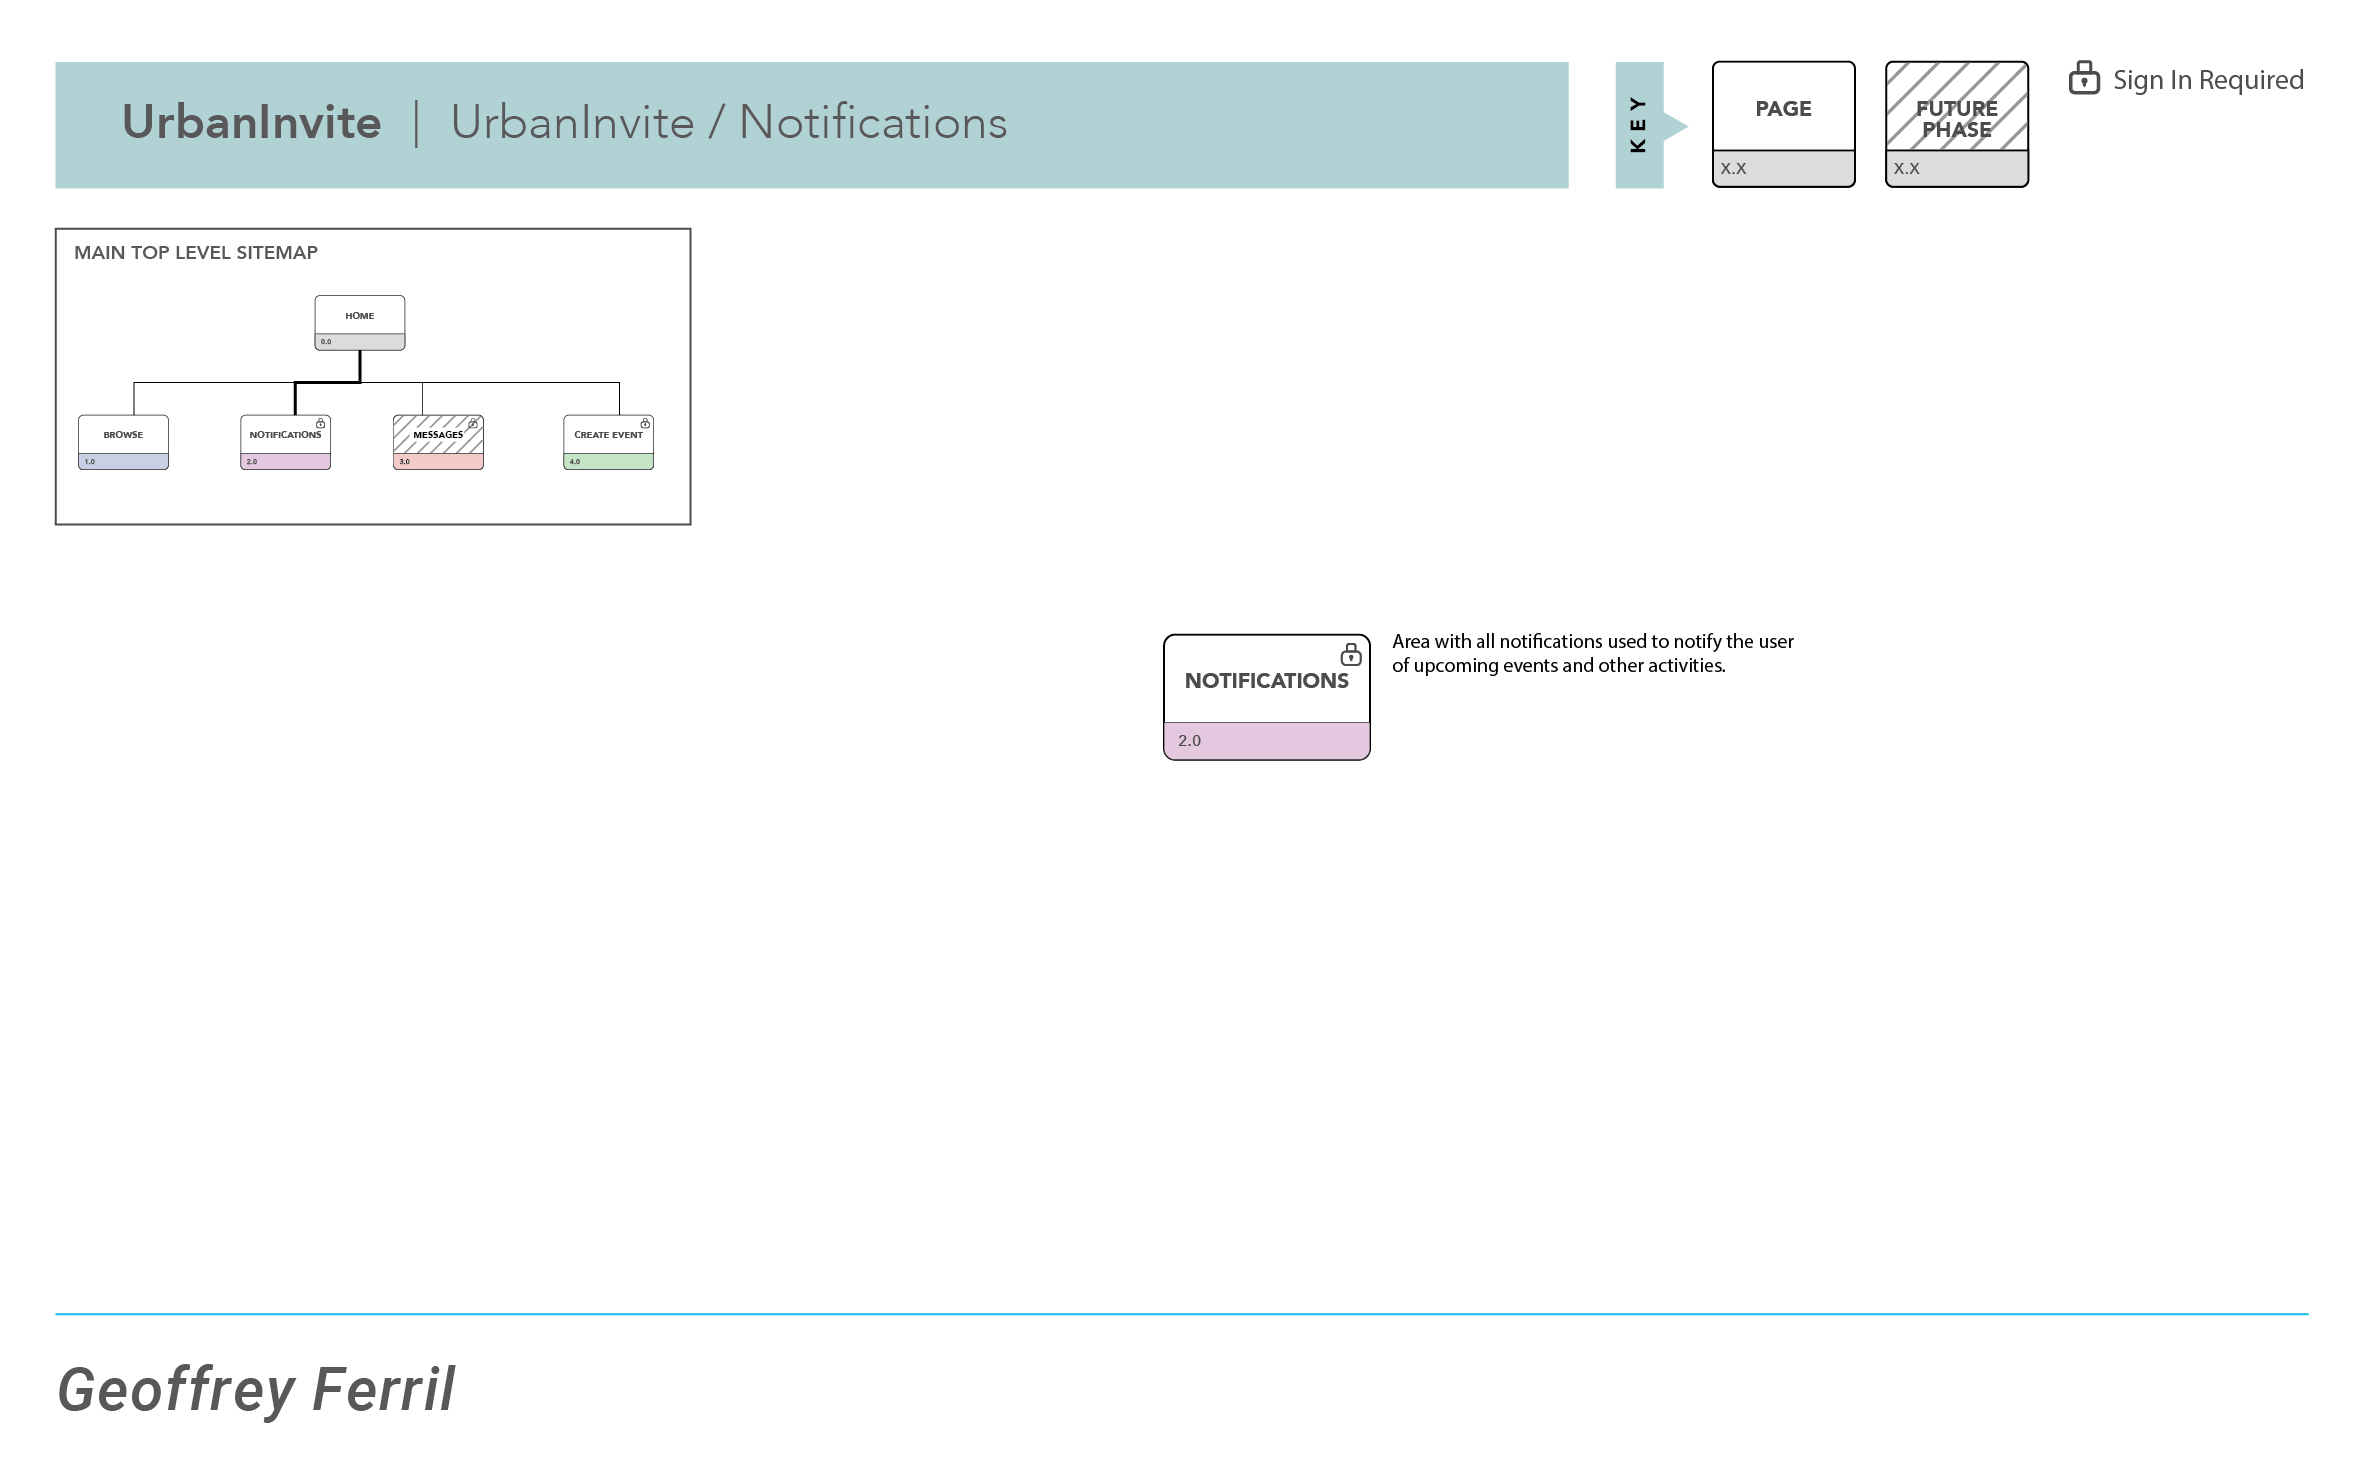 UrbanInvite | UrbanInvite / Notifications
KEY
PAGE
X.X
FUTURE
PHASE
X.X
Sign In Required
MAIN TOP LEVEL SITEMAP
HOME
0.0
BROWSE
1.0
NOTIFICATIONS
2.0
MESSAGES
3.0
CREATE EVENT
4.0
NOTIFICATIONS
2.0
Area with all notifications used to notify the user
of upcoming events and other activities.
Geoffrey Ferril